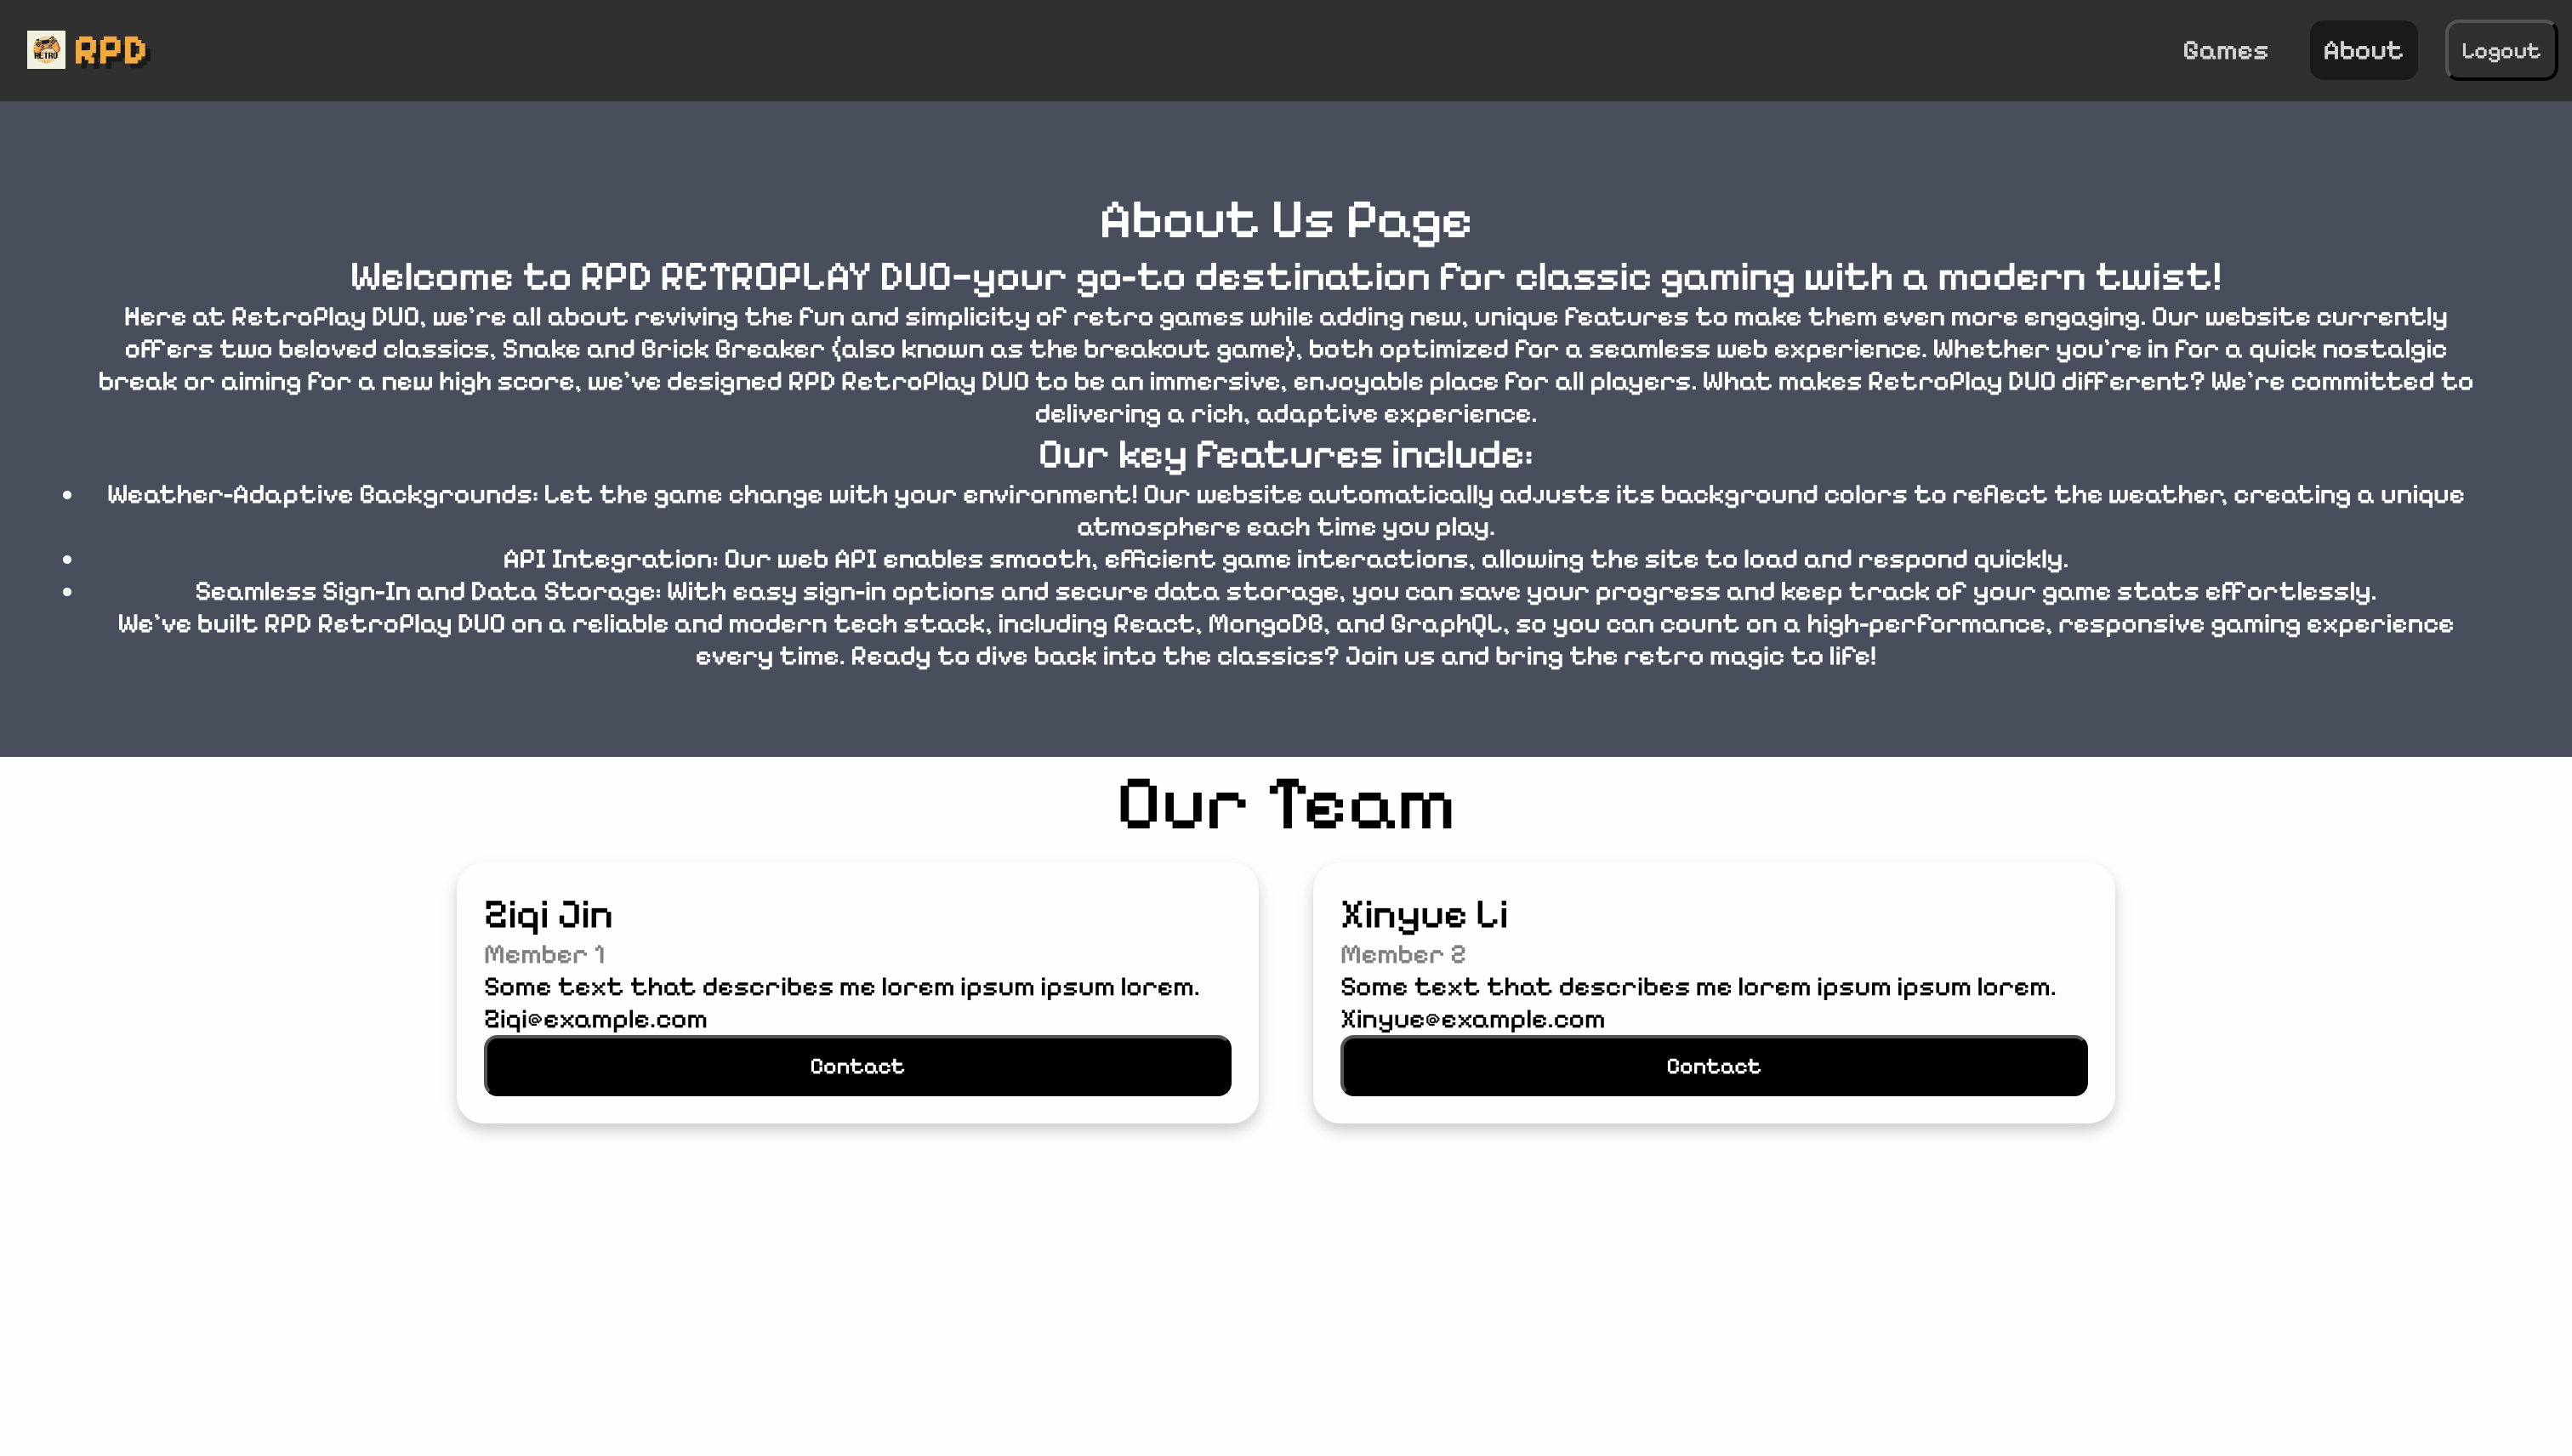 RETRO
RPD
Games
About
Logout
About Us Page
Welcome to RPD RETROPLAY DUO-your go-to destination for classic gaming with a modern twist!
Here at RetroPlay DUO, we're all about reviving the fun and simplicity of retro games while adding new, unique features to make them even more engaging. Our website currently
offers two beloved classics, Snake and Brick Breaker (also known as the breakout game), both optimized for a seamless web experience. Whether you're in for a quick nostalgic
break or aiming for a new high score, we've designed RPD RetroPlay DUO to be an immersive, enjoyable place for all players. What makes RetroPlay DUO different? We're committed to
delivering a rich, adaptive experience.
Our key features include:
• Weather-Adaptive Backgrounds: Let the game change with your environment! Our website automatically adjusts its background colors to reflect the weather, creating a unique
atmosphere each time you play.
• API Integration: Our web API enables smooth, efficient game interactions, allowing the site to load and respond quickly.
• Seamless Sign-In and Data Storage: With easy sign-in options and secure data storage, you can save your progress and keep track of your game stats effortlessly.
We've built RPD RetroPlay DUO on a reliable and modern tech stack, including React, MongoDB, and GraphQL, so you can count on a high-performance, responsive gaming experience
every time. Ready to dive back into the classics? Join us and bring the retro magic to life!
Our Team
Ziqi Jin
Member 1
Some text that describes me lorem ipsum ipsum lorem.
Ziqi@example.com
Contact
Xinyue Li
Member 2
Some text that describes me lorem ipsum ipsum lorem.
Xinyue@example.com
Contact